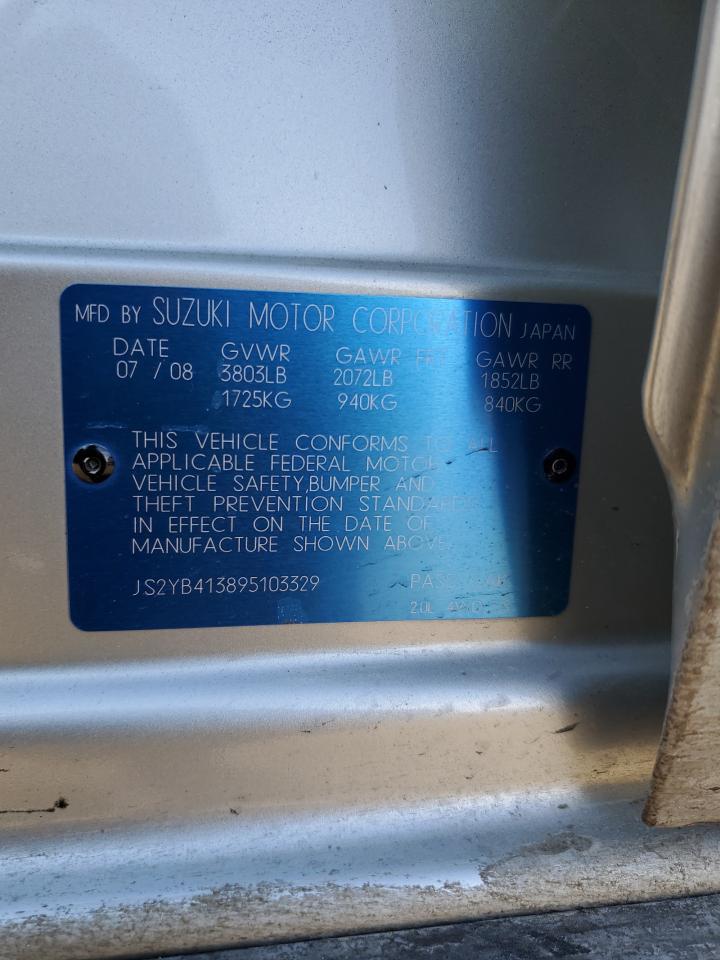 MFD BY SUZUKI MOTOR CORPORATION JAPAN
DATE GVWR GAWR FRT GAWR RR
07 / 08 3803LB 2072LB 1852LB
1725KG 940KG 840KG
THIS VEHICLE CONFORMS TO ALL
APPLICABLE FEDERAL MOTOR
VEHICLE SAFETY,BUMPER AND
THEFT PREVENTION STANDARDS
IN EFFECT ON THE DATE OF
MANUFACTURE SHOWN ABOVE.
JS2YB413895103329 PASS. CAR
2.0L